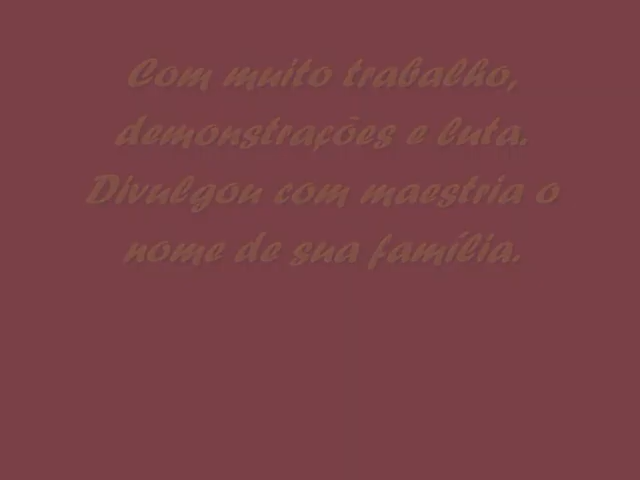 Com muito trabalho,
demonstrações e luta.
Divulgou com maestria o
nome de sua família.